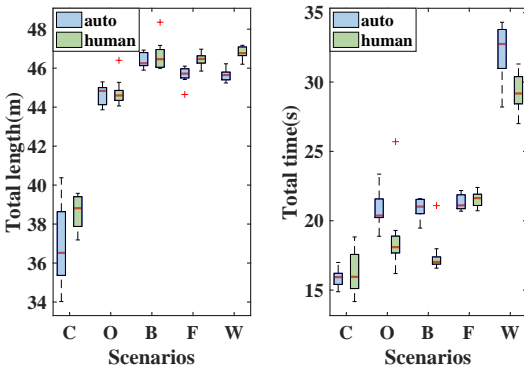 auto
human
Total length(m)
48
46
44
42
40
38
36
34
C O B F W
Scenarios
auto
human
Total time(s)
35
30
25
20
15
C O B F W
Scenarios